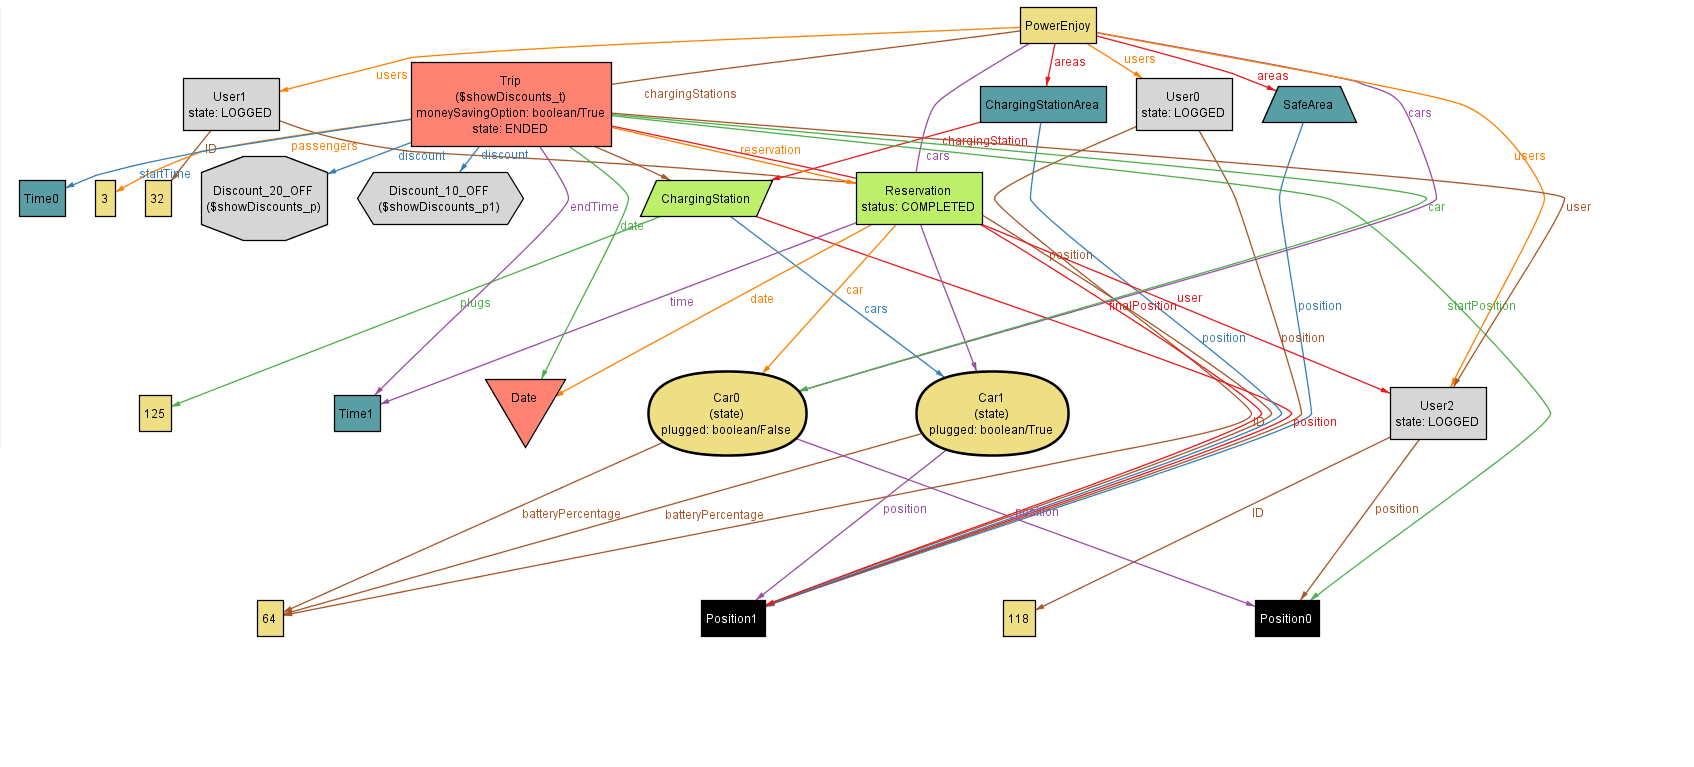 PowerEnjoy
users
Trip
($showDiscounts_t)
moneySavingOption: boolean/True
state: ENDED
chargingStations
areas
users
areas
User1
state: LOGGED
ChargingStationArea
User0
state: LOGGED
SafeArea
cars
ID
passengers
discount
discount
reservation
chargingStation
cars
users
startTime
Time0
3
32
Discount_20_OFF
($showDiscounts_p)
Discount_10_OFF
($showDiscounts_p1)
endTime
date
ChargingStation
Reservation
status: COMPLETED
car
user
position
plugs
time
date
car
cars
user
finalPosition
position
position
position
startPosition
125
Time1
Date
Car0
(state)
plugged: boolean/False
Car1
(state)
plugged: boolean/True
ID
position
User2
state: LOGGED
batteryPercentage
batteryPercentage
position
position
ID
position
64
Position1
118
Position0